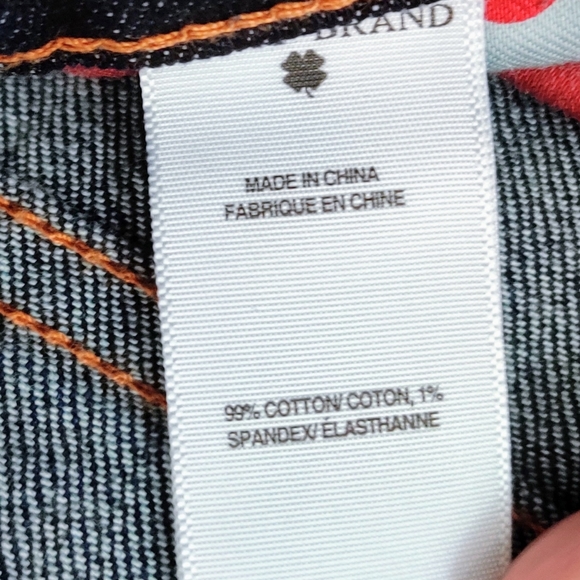 BRAND
MADE IN CHINA
FABRIQUE EN CHINE
99% COTTON/ COTON, 1%
SPANDEX/ ÉLASTHANNE